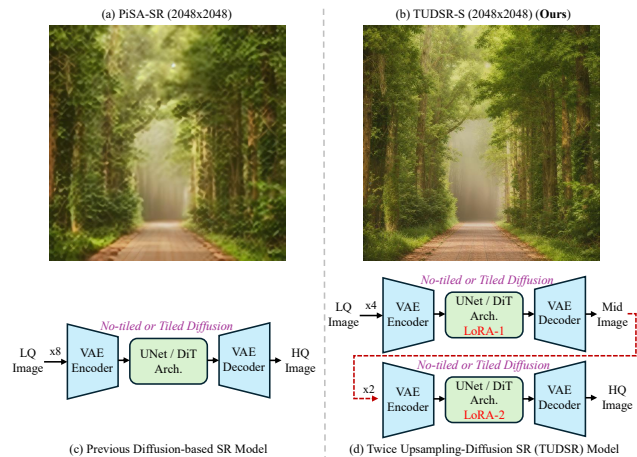 (a) PiSA-SR (2048x2048)
(b) TUDSR-S (2048x2048) (Ours)
No-tiled or Tiled Diffusion
LQ
Image
x8
VAE
Encoder
UNet / DiT
Arch.
VAE
Decoder
HQ
Image
(c) Previous Diffusion-based SR Model
No-tiled or Tiled Diffusion
LQ
Image
x4
VAE
Encoder
UNet / DiT
Arch.
LoRA-1
VAE
Decoder
Mid
Image
No-tiled or Tiled Diffusion
x2
VAE
Encoder
UNet / DiT
Arch.
LoRA-2
VAE
Decoder
HQ
Image
(d) Twice Upsampling-Diffusion SR (TUDSR) Model